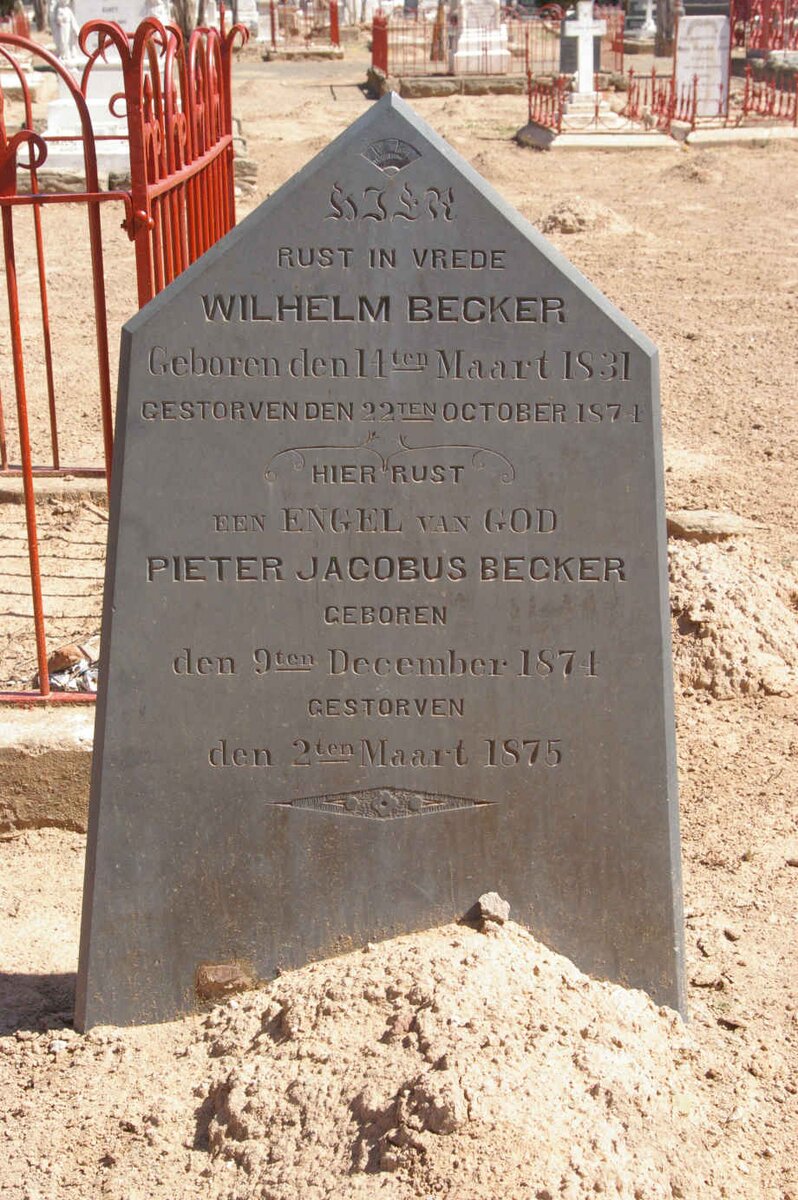 HIER
RUST IN VREDE
WILHELM BECKER
Geboren den 14ten Maart 1831
GESTORVEN DEN 22TEN OCTOBER 1874
HIER RUST
EEN ENGEL VAN GOD
PIETER JACOBUS BECKER
GEBOREN
den 9ten December 1874
GESTORVEN
den 2ten Maart 1875